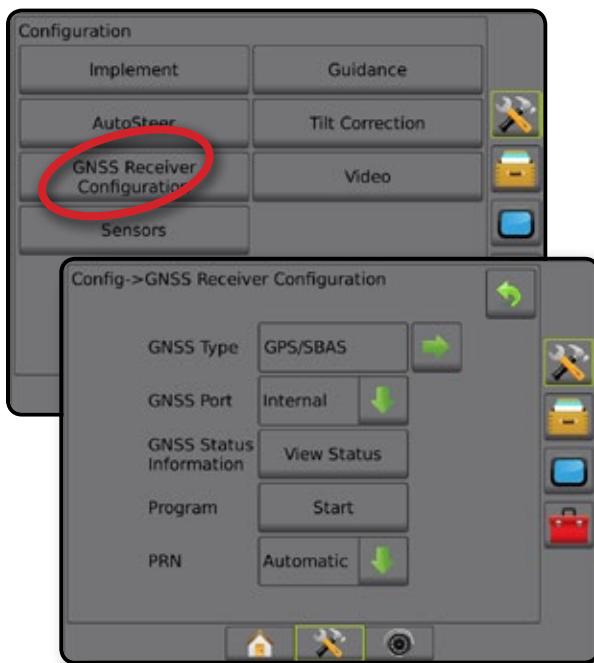 Configuration
Implement Guidance
AutoSteer Tilt Correction
GNSS Receiver
Configuration
Video
Sensors
Config->GNSS Receiver Configuration
GNSS Type GPS/SBAS
GNSS Port Internal
GNSS Status
Information
View Status
Program Start
PRN Automatic